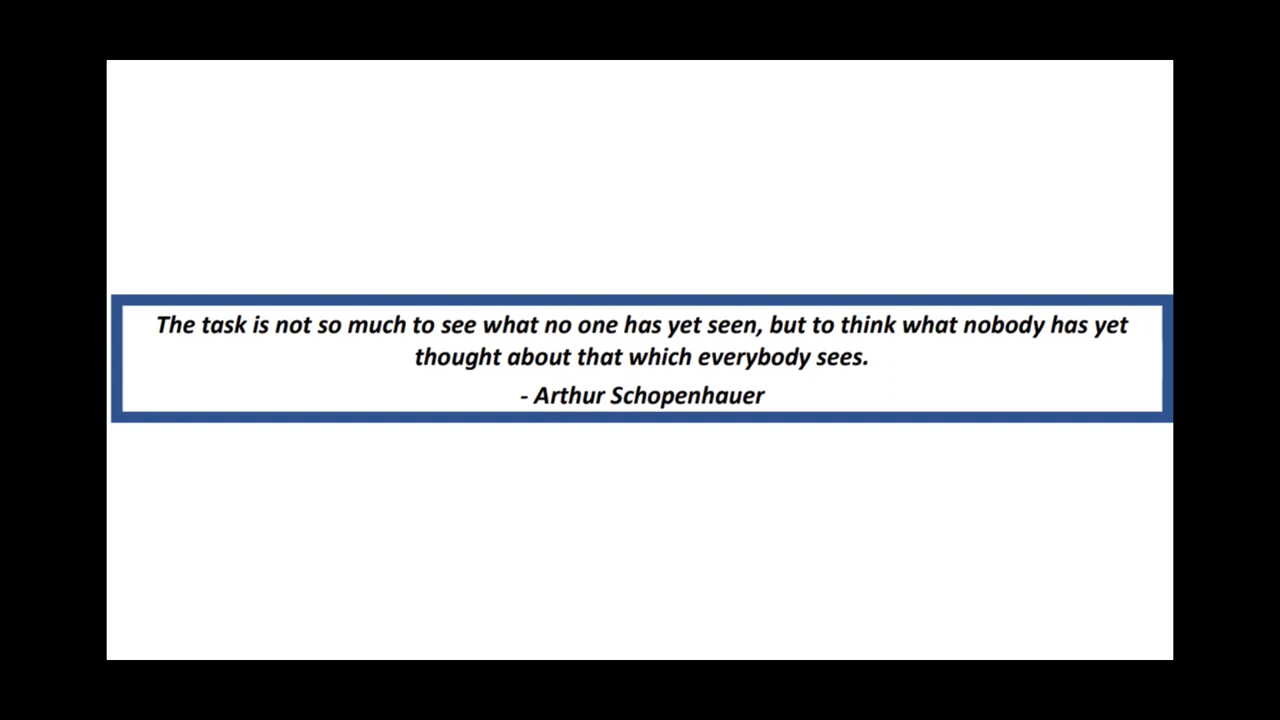 The task is not so much to see what no one has yet seen, but to think what nobody has yet
thought about that which everybody sees.
- Arthur Schopenhauer